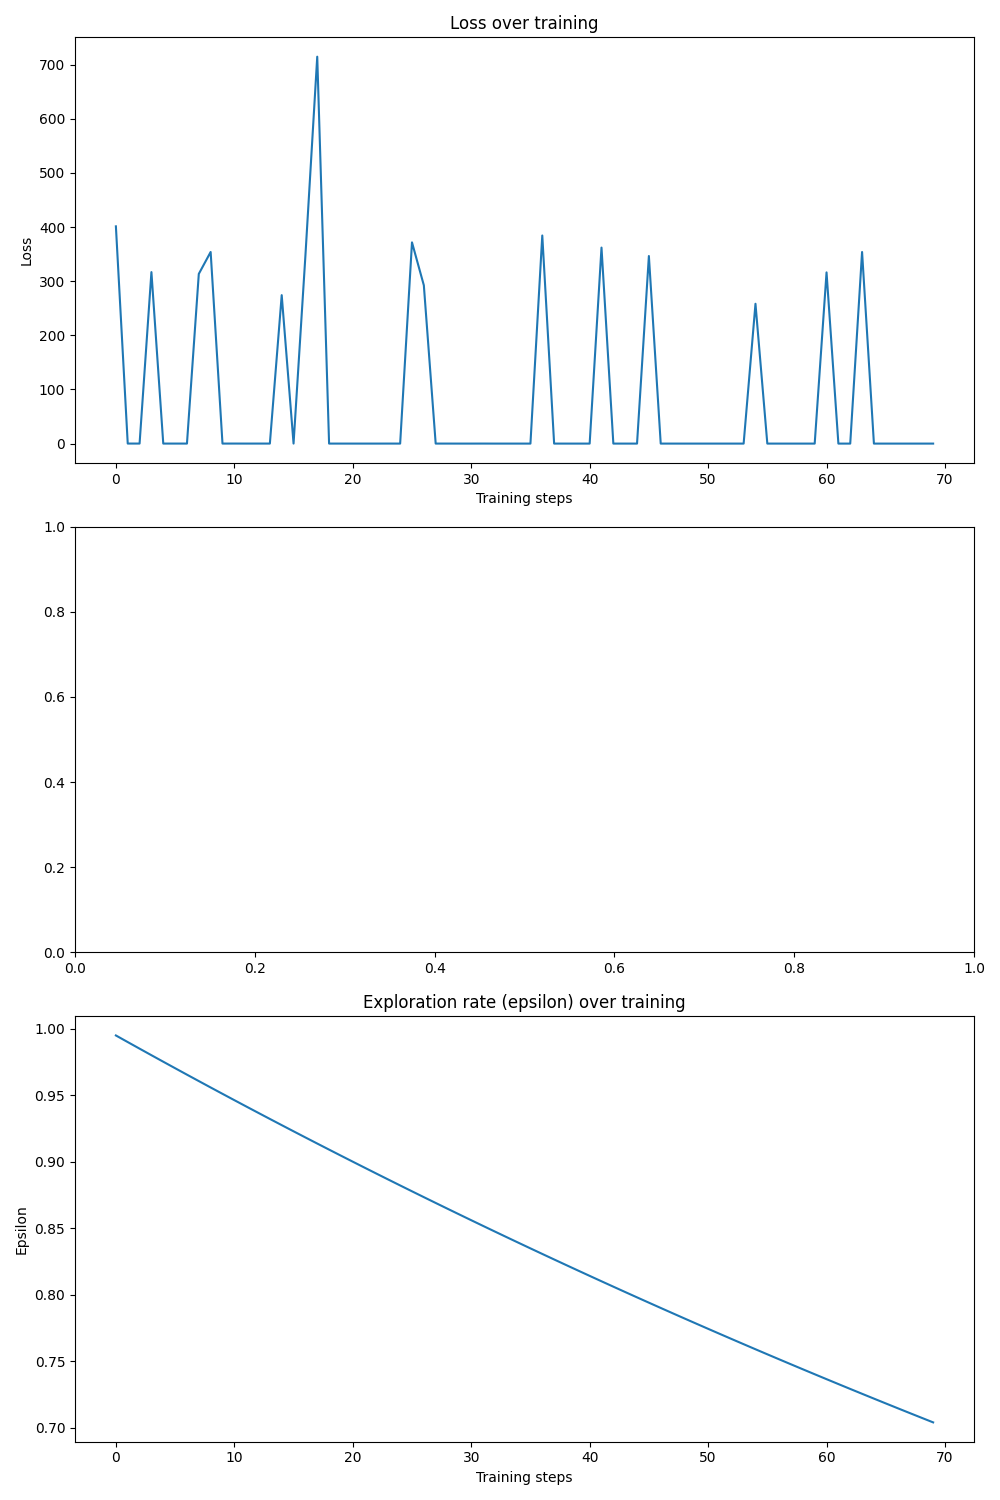 Loss over training
700
600
500
400
300
200
100
0
Loss
0 10 20 30 40 50 60 70
Training steps
1.0
0.8
0.6
0.4
0.2
0.0
0.0 0.2 0.4 0.6 0.8 1.0
Exploration rate (epsilon) over training
1.00
0.95
0.90
0.85
0.80
0.75
0.70
Epsilon
0 10 20 30 40 50 60 70
Training steps